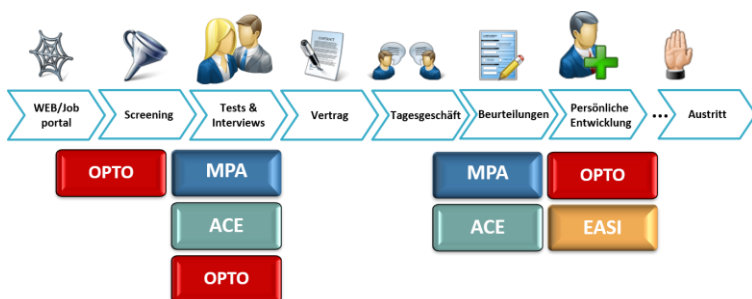 WEB/Job
portal
Screening
Tests &
Interviews
Vertrag
Tagesgeschäft
Beurteilungen
Persönliche
Entwicklung
...
Austritt
OPTO
MPA
MPA
OPTO
ACE
ACE
EASI
OPTO